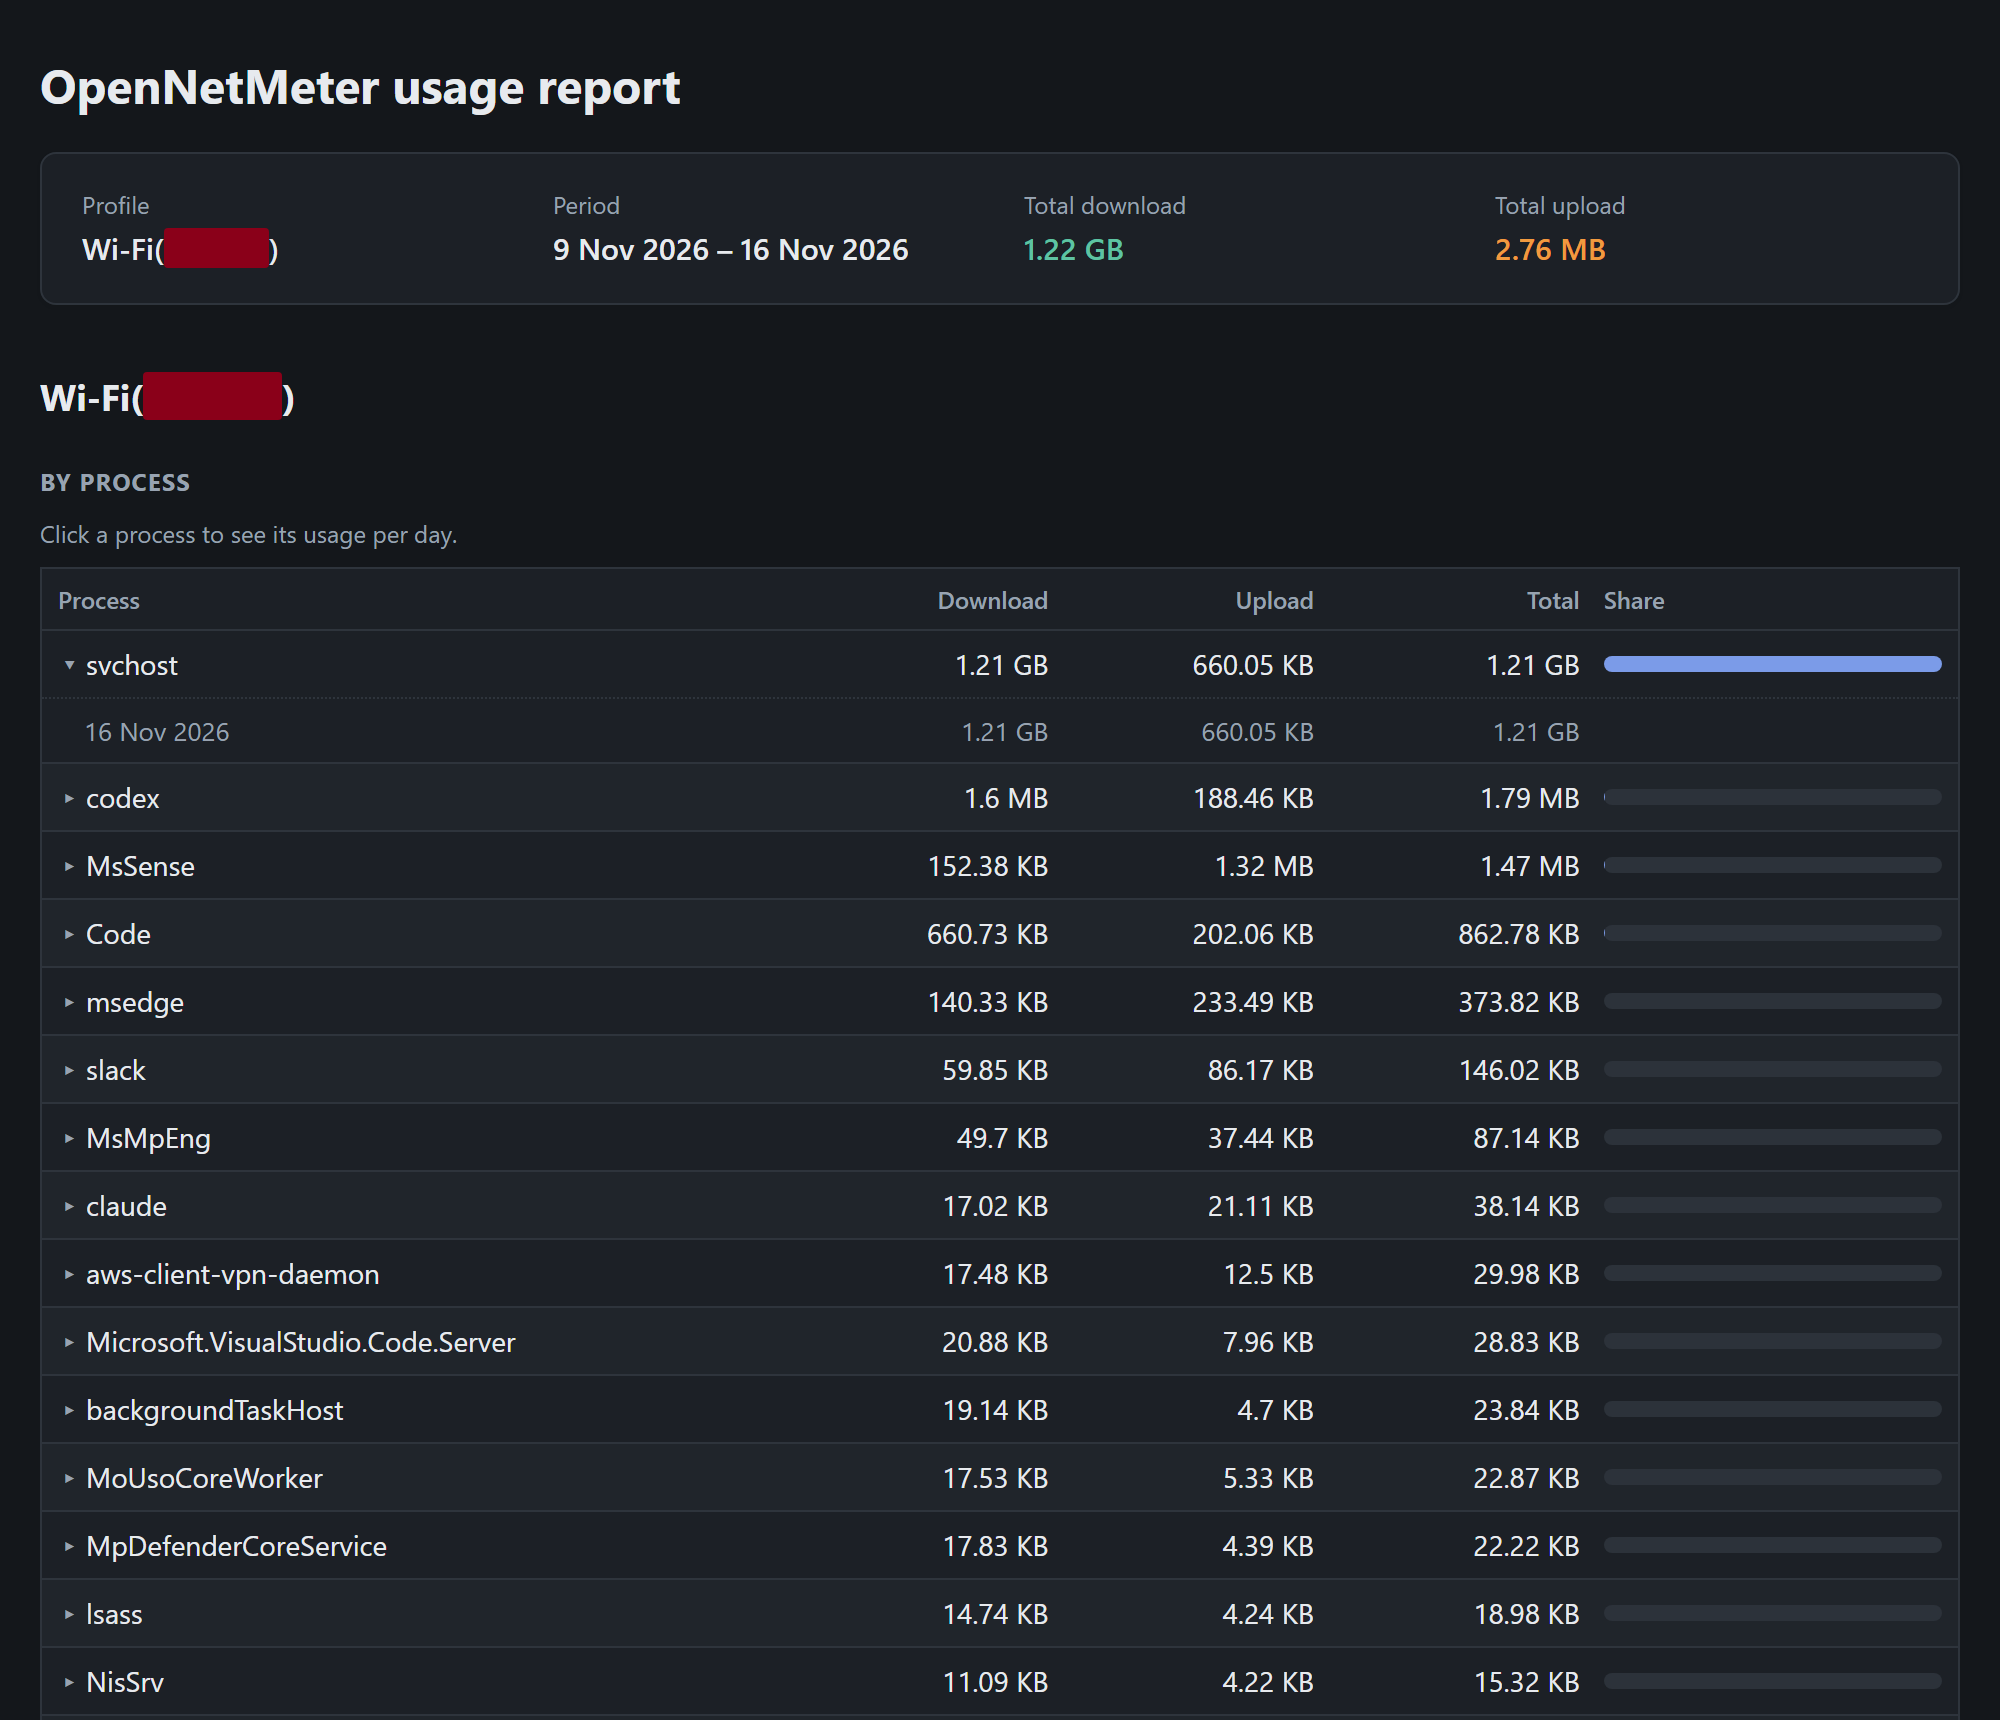 OpenNetMeter usage report
Profile Period Total download Total upload
Wi-Fi( ) 9 Nov 2026 – 16 Nov 2026 1.22 GB 2.76 MB
Wi-Fi( )
BY PROCESS
Click a process to see its usage per day.
Process Download Upload Total Share
▾ svchost 1.21 GB 660.05 KB 1.21 GB
16 Nov 2026 1.21 GB 660.05 KB 1.21 GB
▸ codex 1.6 MB 188.46 KB 1.79 MB
▸ MsSense 152.38 KB 1.32 MB 1.47 MB
▸ Code 660.73 KB 202.06 KB 862.78 KB
▸ msedge 140.33 KB 233.49 KB 373.82 KB
▸ slack 59.85 KB 86.17 KB 146.02 KB
▸ MsMpEng 49.7 KB 37.44 KB 87.14 KB
▸ claude 17.02 KB 21.11 KB 38.14 KB
▸ aws-client-vpn-daemon 17.48 KB 12.5 KB 29.98 KB
▸ Microsoft.VisualStudio.Code.Server 20.88 KB 7.96 KB 28.83 KB
▸ backgroundTaskHost 19.14 KB 4.7 KB 23.84 KB
▸ MoUsoCoreWorker 17.53 KB 5.33 KB 22.87 KB
▸ MpDefenderCoreService 17.83 KB 4.39 KB 22.22 KB
▸ lsass 14.74 KB 4.24 KB 18.98 KB
▸ NisSrv 11.09 KB 4.22 KB 15.32 KB